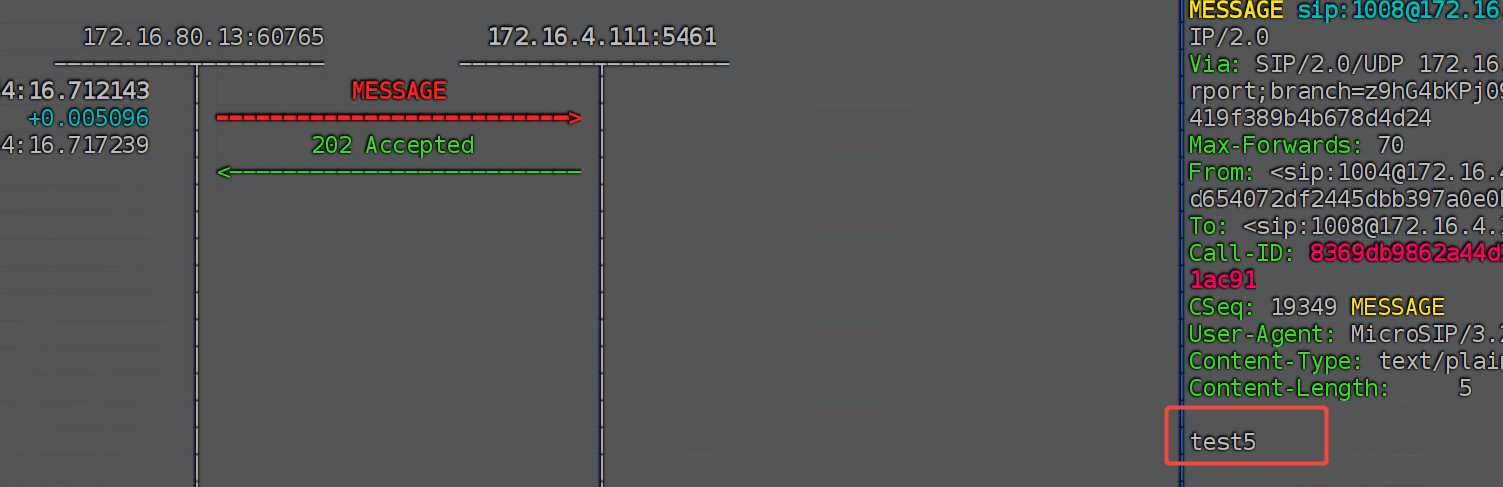 172.16.80.13:60765
172.16.4.111:5461
4:16.712143
MESSAGE
+0.005096
4:16.717239
202 Accepted
MESSAGE sip:1008@172.16.
IP/2.0
Via: SIP/2.0/UDP 172.16.
rport;branch=z9hG4bKPj09
419f389b4b678d4d24
Max-Forwards: 70
From: <sip:1004@172.16.4
d654072df2445dbb397a0e0
To: <sip:1008@172.16.4.
Call-ID: 8369db9862a44d
1ac91
CSeq: 19349 MESSAGE
User-Agent: MicroSIP/3.
Content-Type: text/plain
Content-Length: 5
test5